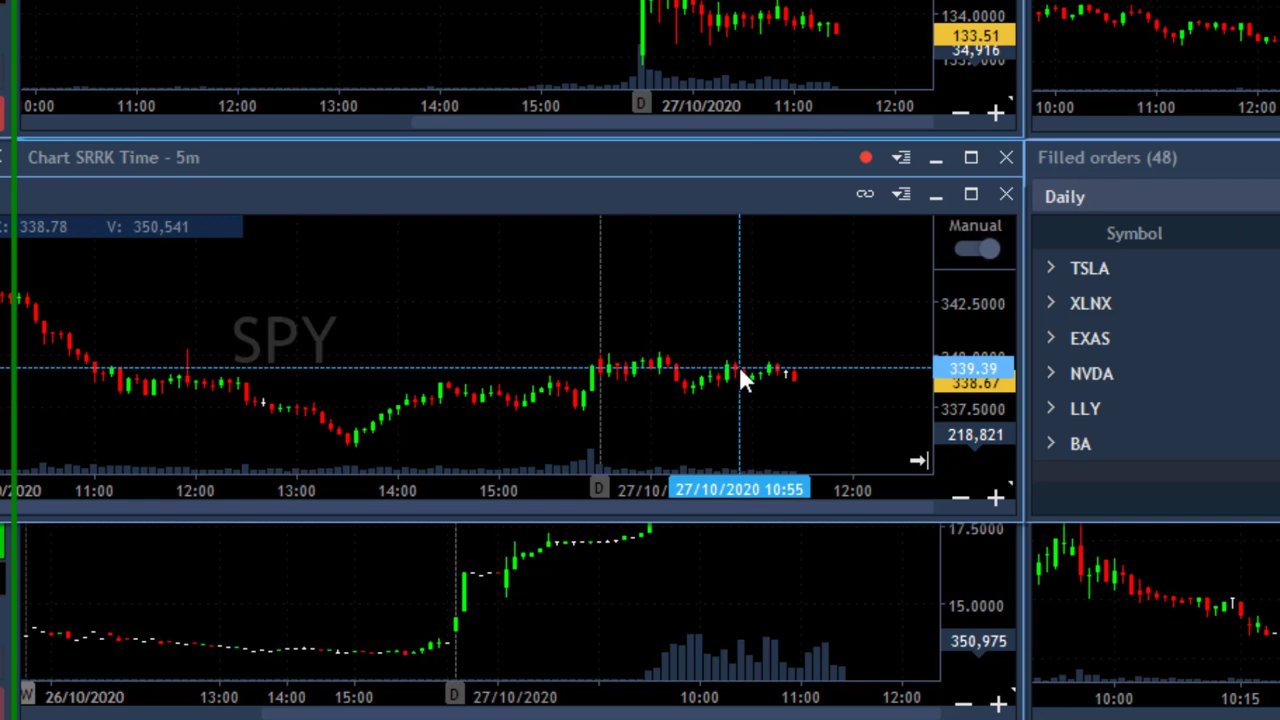 134.0000
133.51
34,916
0:00 11:00 12:00 13:00 14:00 15:00 D 27/10/2020 11:00 12:00
10:00 11:00 12:00
Chart SRRK Time - 5m
Filled orders (48)
Daily
338.78 V: 350,541
Manual
Symbol
TSLA
XLNX
EXAS
NVDA
LLY
BA
SPY
342.5000
339.39
338.67
337.5000
218,821
/2020 11:00 12:00 13:00 14:00 15:00 D 27/10/ 27/10/2020 10:55 12:00
17.5000
15.0000
350,975
W 26/10/2020 13:00 14:00 15:00 D 27/10/2020 10:00 11:00 12:00
10:00 10:15